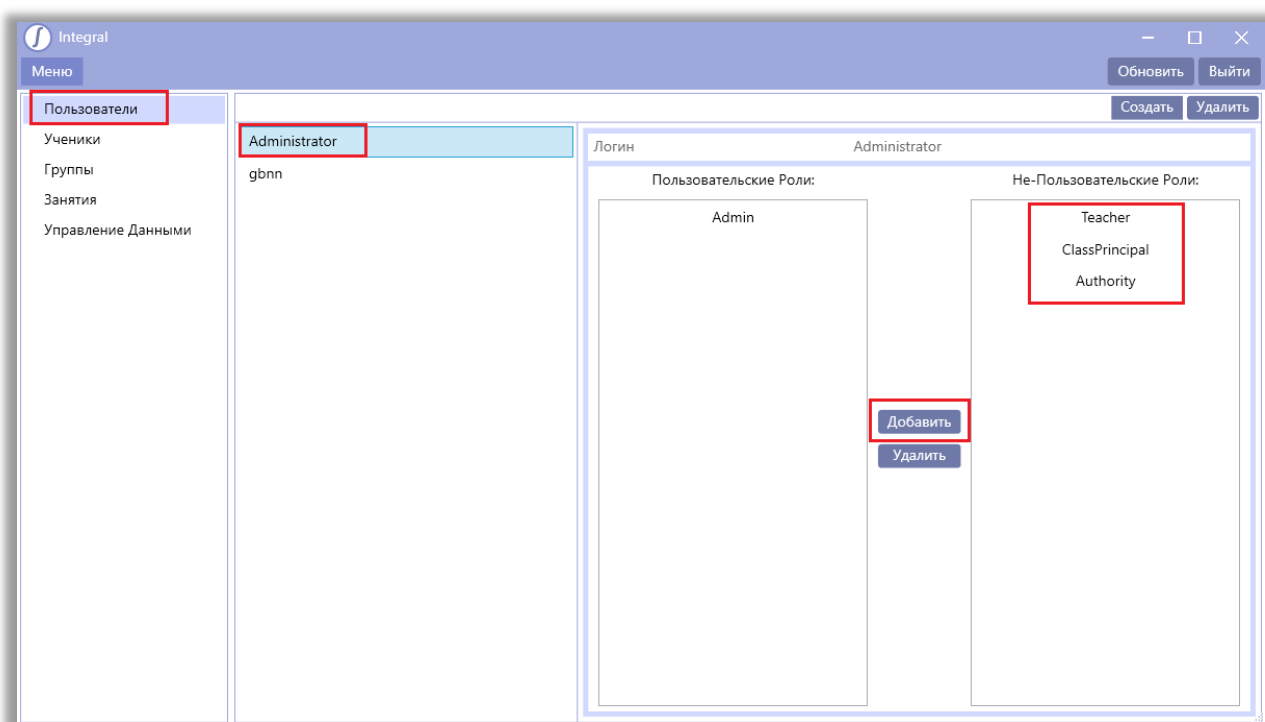 Integral
Меню
Обновить Выйти
Пользователи
Ученики
Группы
Занятия
Управление Данными
Создать Удалить
Administrator
gbnn
Логин Administrator
Пользовательские Роли:
Не-Пользовательские Роли:
Admin
Teacher
ClassPrincipal
Authority
Добавить
Удалить